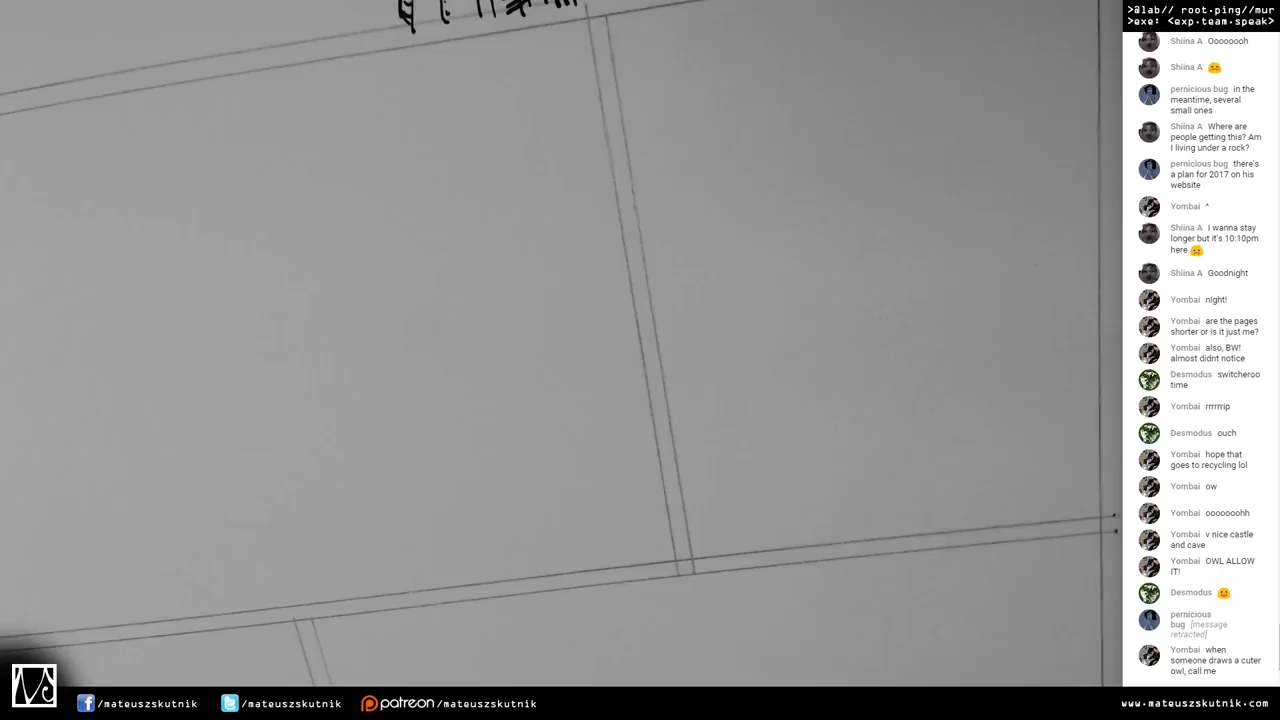 >@lab// root.ping//mur
>exe: <exp.team.speak>
Shiina A Oooooooh
Shiina A
pernicious bug in the
meantime, several
small ones
Shiina A Where are
people getting this? Am
I living under a rock?
pernicious bug there's
a plan for 2017 on his
website
Yombai ^
Shiina A I wanna stay
longer but it's 10:10pm
here
Shiina A Goodnight
Yombai night!
Yombai are the pages
shorter or is it just me?
Yombai also, BW!
almost didnt notice
Desmodus switcheroo
time
Yombai rrrrrrip
Desmodus ouch
Yombai hope that
goes to recycling lol
Yombai ow
Yombai ooooooohh
Yombai v nice castle
and cave
Yombai OWL ALLOW
IT!
Desmodus
pernicious
bug [message
retracted]
Yombai when
someone draws a cuter
owl, call me
/mateuszskutnik
/mateuszskutnik
patreon /mateuszskutnik
www.mateuszskutnik.com